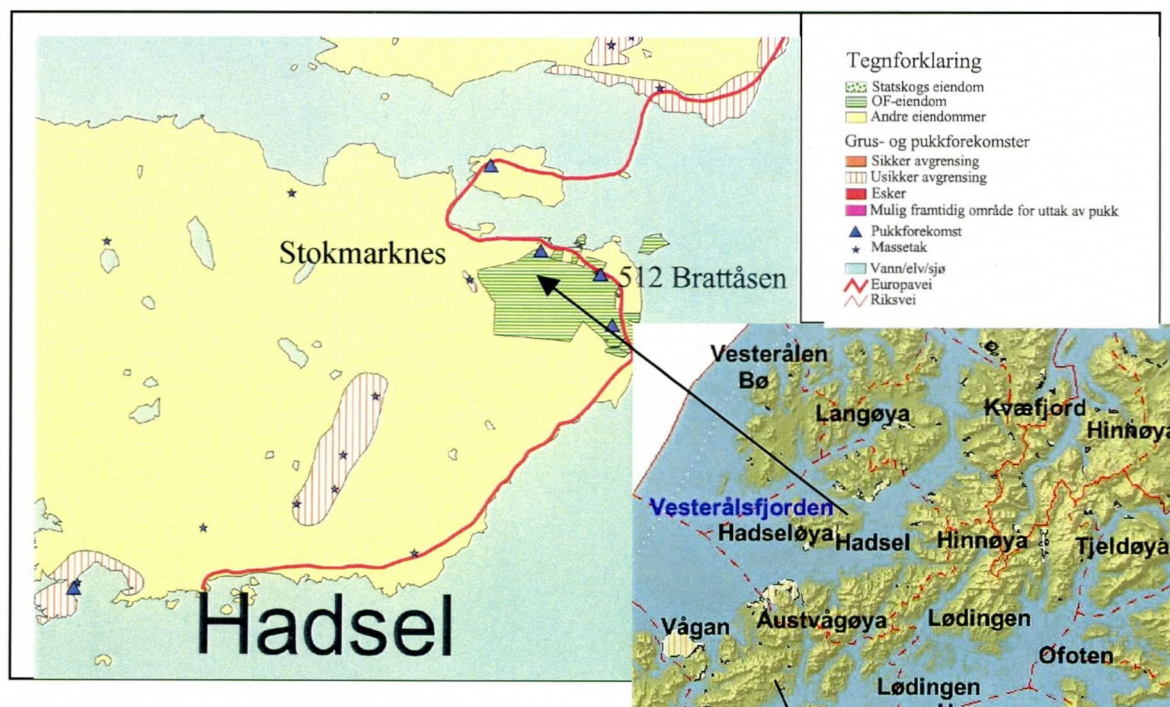 Tegnforklaring
Statskogs eiendom
OF-eiendom
Andre eiendommer
Grus- og pukkforekomster
Sikker avgrensing
Usikker avgrensing
Esker
Mulig framtidig område for uttak av pukk
Pukkforekomst
Massetak
Vann/elv/sjø
Europavei
Riksvei
Stokmarknes
512 Brattåsen
Hadsel
Vesterålen
Bø
Langøya
Kvæfjord
Hinnøya
Vesterålsfjorden
Hadseløya
Hadsel
Hinnøya
Tjeldøya
Vågan
Austvågøya
Lødingen
Ofoten
Lødingen